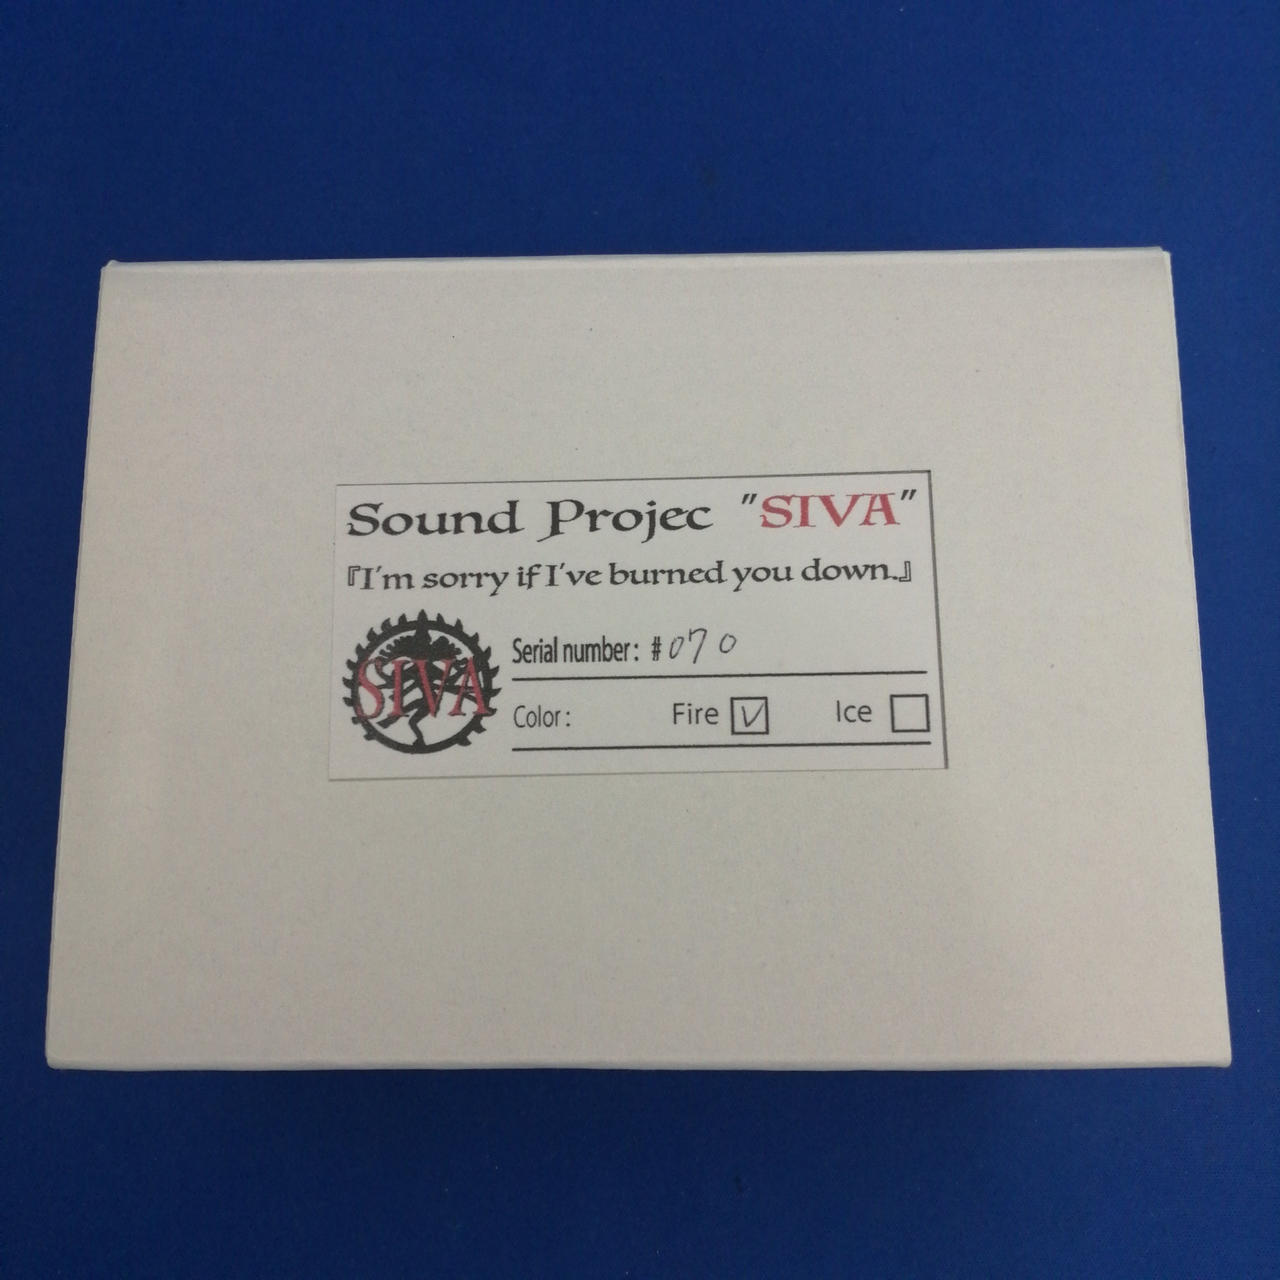 Sound Projec "SIVA"
『I'm sorry if I've burned you down.』
SIVA
Serial number: #070
Color: Fire ☑ Ice ☐